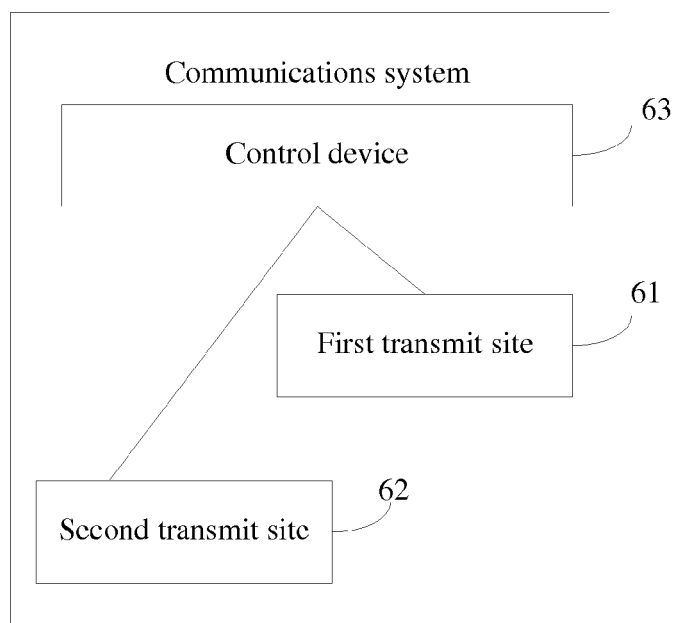 Communications system
63
Control device
61
First transmit site
62
Second transmit site